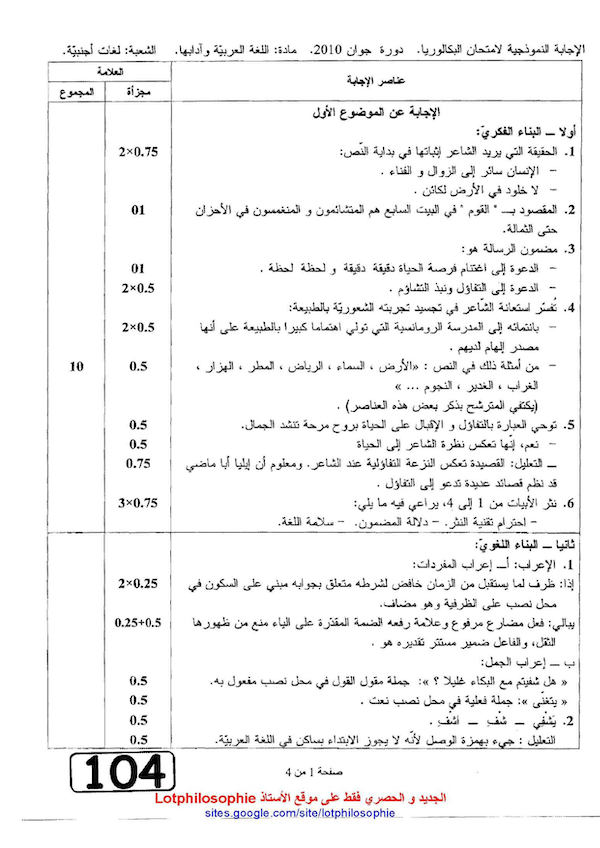 الإجابة النموذجية لامتحان البكالوريا. دورة جوان 2010. مادة: اللغة العربيّة وآدابها. الشعبة: لغات أجنبيّة.
عناصر الإجابة
العلامة
مجزأة المجموع
الإجابة عن الموضوع الأول
أولا ــ البناء الفكريّ:
1. الحقيقة التي يريد الشاعر إثباتها في بداية النّص: 0.75×2
– الإنسان سائر إلى الزوال و الفناء .
– لا خلود في الأرض لكائن .
2. المقصود بـــ " القوم " في البيت السابع هم المتشائمون و المنغمسون في الأحزان 01
حتى الثمالة.
3. مضمون الرسالة هو:
– الدعوة إلى اغتنام فرصة الحياة دقيقة دقيقة و لحظة لحظة . 01
– الدعوة إلى التفاؤل ونبذ التشاؤم . 0.5×2
4. تُفسّر استعانة الشّاعر في تجسيد تجربته الشعوريّة بالطبيعة:
– بانتمائه إلى المدرسة الرومانسية التي تولي اهتماما كبيرا بالطبيعة على أنها 0.5×2
مصدر إلهام لديهم .
– من أمثلة ذلك في النص : «الأرض ، السماء ، الرياض ، المطر ، الهزار ، 0.5 10
الغراب ، الغدير ، النجوم ... »
(يكتفي المترشح بذكر بعض هذه العناصر) .
5. توحي العبارة بالتفاؤل و الإقبال على الحياة بروح مرحة تنشد الجمال. 0.5
– نعم، إنّها تعكس نظرة الشاعر إلى الحياة 0.5
ــ التعليل: القصيدة تعكس النزعة التفاؤلية عند الشاعر. ومعلوم أن إيليا أبا ماضي 0.75
قد نظم قصائد عديدة تدعو إلى التفاؤل .
6. نثر الأبيات من 1 إلى 4، يراعي فيه ما يلي: 0.75×3
– احترام تقنية النثر. – دلالة المضمون. – سلامة اللغة.
ثانيا ــ البناء اللغويّ:
1. الإعراب: أــ إعراب المفردات:
إذا: ظرف لما يستقبل من الزمان خافض لشرطه متعلق بجوابه مبني على السكون في 0.25×2
محل نصب على الظرفية وهو مضاف.
يبالي: فعل مضارع مرفوع وعلامة رفعه الضمة المقدّرة على الياء منع من ظهورها 0.25+0.5
الثقل، والفاعل ضمير مستتر تقديره هو .
ب ــ إعراب الجمل:
« هل شفيتم مع البكاء غليلا ؟ »: جملة مقول القول في محل نصب مفعول به. 0.5
« يتغنّى »: جملة فعلية في محل نصب نعت . 0.5
2. يَشْفي ــ شْفِ ــ اشْفِ . 0.5
التعليل : جيء بهمزة الوصل لأنّه لا يجوز الابتداء بساكن في اللغة العربيّة. 0.5
104
صفحة 1 من 4
الجديد و الحصري فقط على موقع الأستاذ Lotphilosophie
sites.google.com/site/lotphilosophie